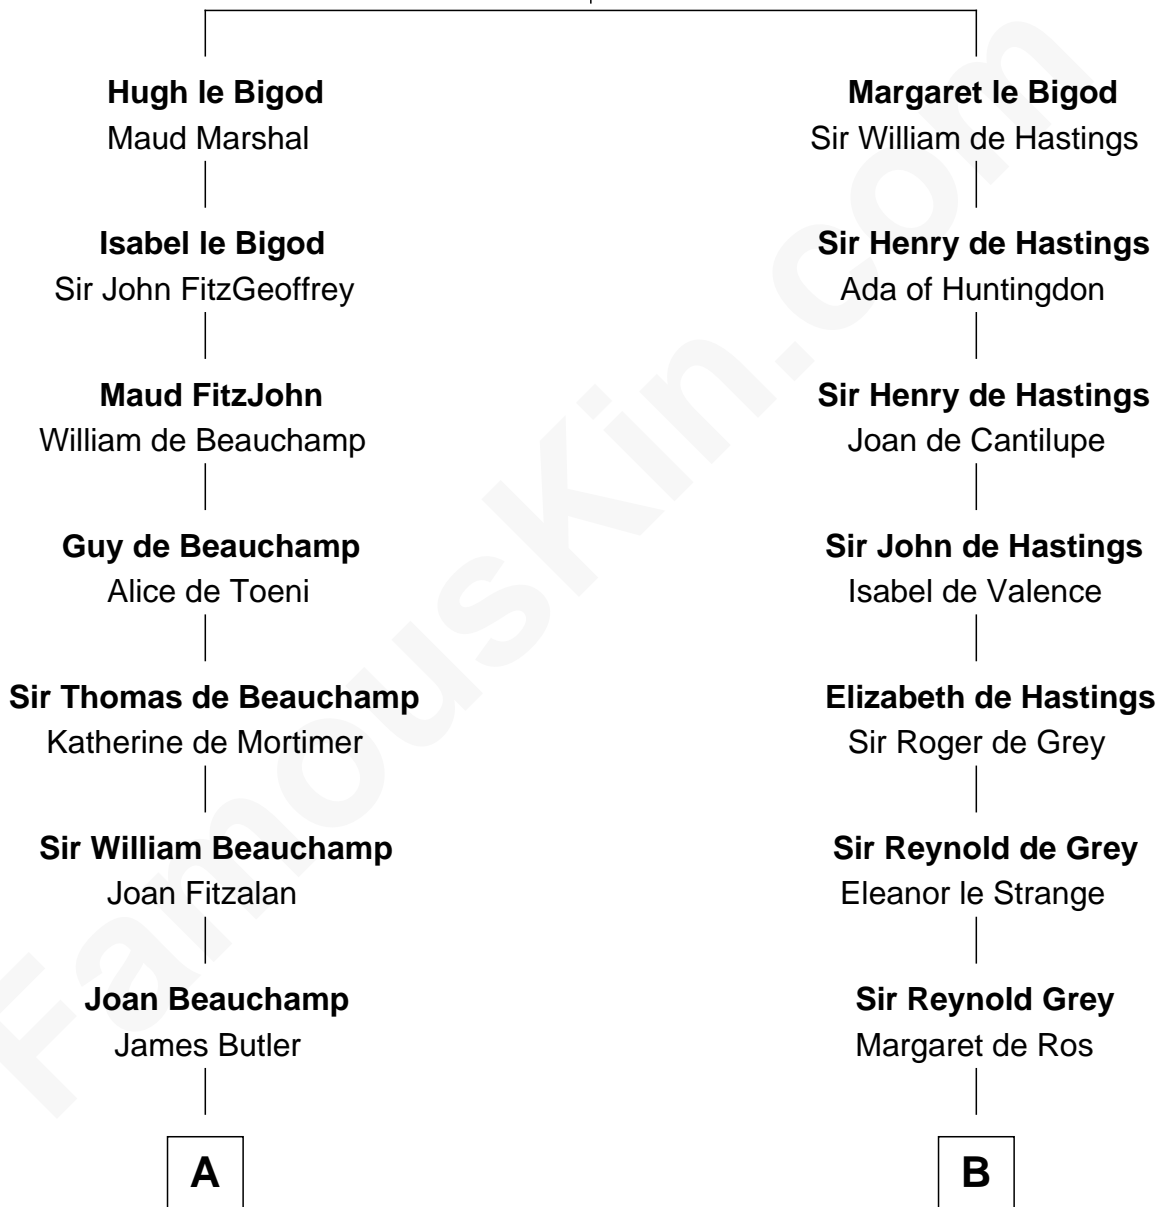 Hugh le Bigod
Maud Marshal
Isabel le Bigod
Sir John FitzGeoffrey
Maud FitzJohn
William de Beauchamp
Guy de Beauchamp
Alice de Toeni
Sir Thomas de Beauchamp
Katherine de Mortimer
Sir William Beauchamp
Joan Fitzalan
Joan Beauchamp
James Butler
A
Margaret le Bigod
Sir William de Hastings
Sir Henry de Hastings
Ada of Huntingdon
Sir Henry de Hastings
Joan de Cantilupe
Sir John de Hastings
Isabel de Valence
Elizabeth de Hastings
Sir Roger de Grey
Sir Reynold de Grey
Eleanor le Strange
Sir Reynold Grey
Margaret de Ros
B
FamousKin.com